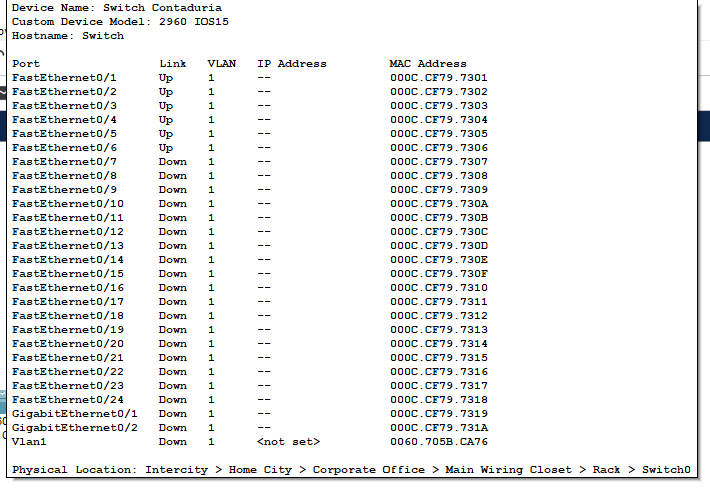 Device Name: Switch Contaduria
Custom Device Model: 2960 IOS15
Hostname: Switch
Port Link VLAN IP Address MAC Address
FastEthernet0/1 Up 1 -- 000C.CF79.7301
FastEthernet0/2 Up 1 -- 000C.CF79.7302
FastEthernet0/3 Up 1 -- 000C.CF79.7303
FastEthernet0/4 Up 1 -- 000C.CF79.7304
FastEthernet0/5 Up 1 -- 000C.CF79.7305
FastEthernet0/6 Up 1 -- 000C.CF79.7306
FastEthernet0/7 Down 1 -- 000C.CF79.7307
FastEthernet0/8 Down 1 -- 000C.CF79.7308
FastEthernet0/9 Down 1 -- 000C.CF79.7309
FastEthernet0/10 Down 1 -- 000C.CF79.730A
FastEthernet0/11 Down 1 -- 000C.CF79.730B
FastEthernet0/12 Down 1 -- 000C.CF79.730C
FastEthernet0/13 Down 1 -- 000C.CF79.730D
FastEthernet0/14 Down 1 -- 000C.CF79.730E
FastEthernet0/15 Down 1 -- 000C.CF79.730F
FastEthernet0/16 Down 1 -- 000C.CF79.7310
FastEthernet0/17 Down 1 -- 000C.CF79.7311
FastEthernet0/18 Down 1 -- 000C.CF79.7312
FastEthernet0/19 Down 1 -- 000C.CF79.7313
FastEthernet0/20 Down 1 -- 000C.CF79.7314
FastEthernet0/21 Down 1 -- 000C.CF79.7315
FastEthernet0/22 Down 1 -- 000C.CF79.7316
FastEthernet0/23 Down 1 -- 000C.CF79.7317
FastEthernet0/24 Down 1 -- 000C.CF79.7318
GigabitEthernet0/1 Down 1 -- 000C.CF79.7319
GigabitEthernet0/2 Down 1 -- 000C.CF79.731A
Vlan1 Down 1 <not set> 0060.705B.CA76
Physical Location: Intercity > Home City > Corporate Office > Main Wiring Closet > Rack > Switch0